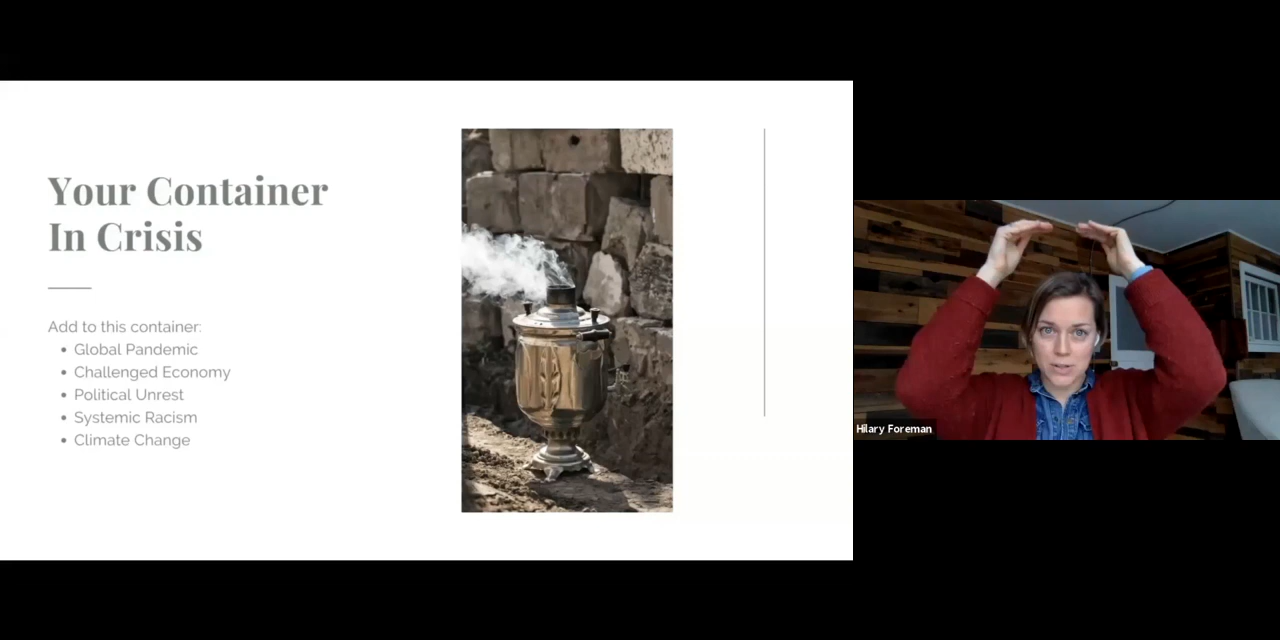 Your Container
In Crisis
Add to this container:
• Global Pandemic
• Challenged Economy
• Political Unrest
• Systemic Racism
• Climate Change
Hilary Foreman